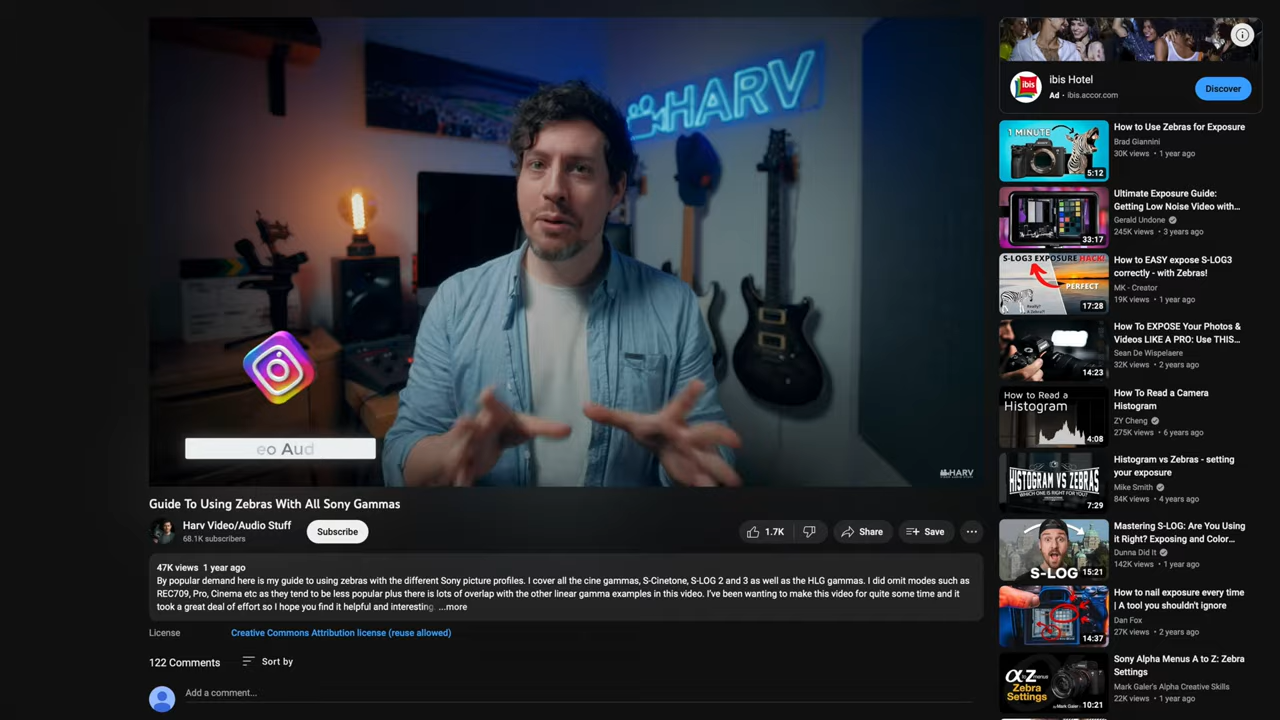 HARV
eo Aud
HARV
Guide To Using Zebras With All Sony Gammas
Harv Video/Audio Stuff
68.1K subscribers
Subscribe
1.7K
Share
Save
47K views 1 year ago
By popular demand here is my guide to using zebras with the different Sony picture profiles. I cover all the cine gammas, S-Cinetone, S-LOG 2 and 3 as well as the HLG gammas. I did omit modes such as
REC709, Pro, Cinema etc as they tend to be less popular plus there is lots of overlap with the other linear gamma examples in this video. I've been wanting to make this video for quite some time and it
took a great deal of effort so I hope you find it helpful and interesting. ...more
License
Creative Commons Attribution license (reuse allowed)
122 Comments
Sort by
Add a comment...
ibis
ibis Hotel
Ad • ibis.accor.com
Discover
1 MINUTE
5:12
How to Use Zebras for Exposure
Brad Giannini
30K views • 1 year ago
33:17
Ultimate Exposure Guide:
Getting Low Noise Video with...
Gerald Undone
245K views • 3 years ago
S-LOG3 EXPOSURE HACK!
PERFECT
17:28
How to EASY expose S-LOG3
correctly - with Zebras!
MK - Creator
19K views • 1 year ago
14:23
How To EXPOSE Your Photos &
Videos LIKE A PRO: Use THIS...
Sean De Wispelaere
32K views • 2 years ago
How to Read a
Histogram
4:08
How To Read a Camera
Histogram
ZY Cheng
275K views • 6 years ago
HISTOGRAM VS ZEBRAS
WHICH ONE IS RIGHT FOR YOU?
7:29
Histogram vs Zebras - setting
your exposure
Mike Smith
84K views • 4 years ago
S-LOG
15:21
Mastering S-LOG: Are You Using
it Right? Exposing and Color...
Dunna Did It
142K views • 1 year ago
14:37
How to nail exposure every time
| A tool you shouldn't ignore
Dan Fox
27K views • 2 years ago
α to Z
menus
Zebra
Settings
by Mark Galer
10:21
Sony Alpha Menus A to Z: Zebra
Settings
Mark Galer's Alpha Creative Skills
22K views • 1 year ago